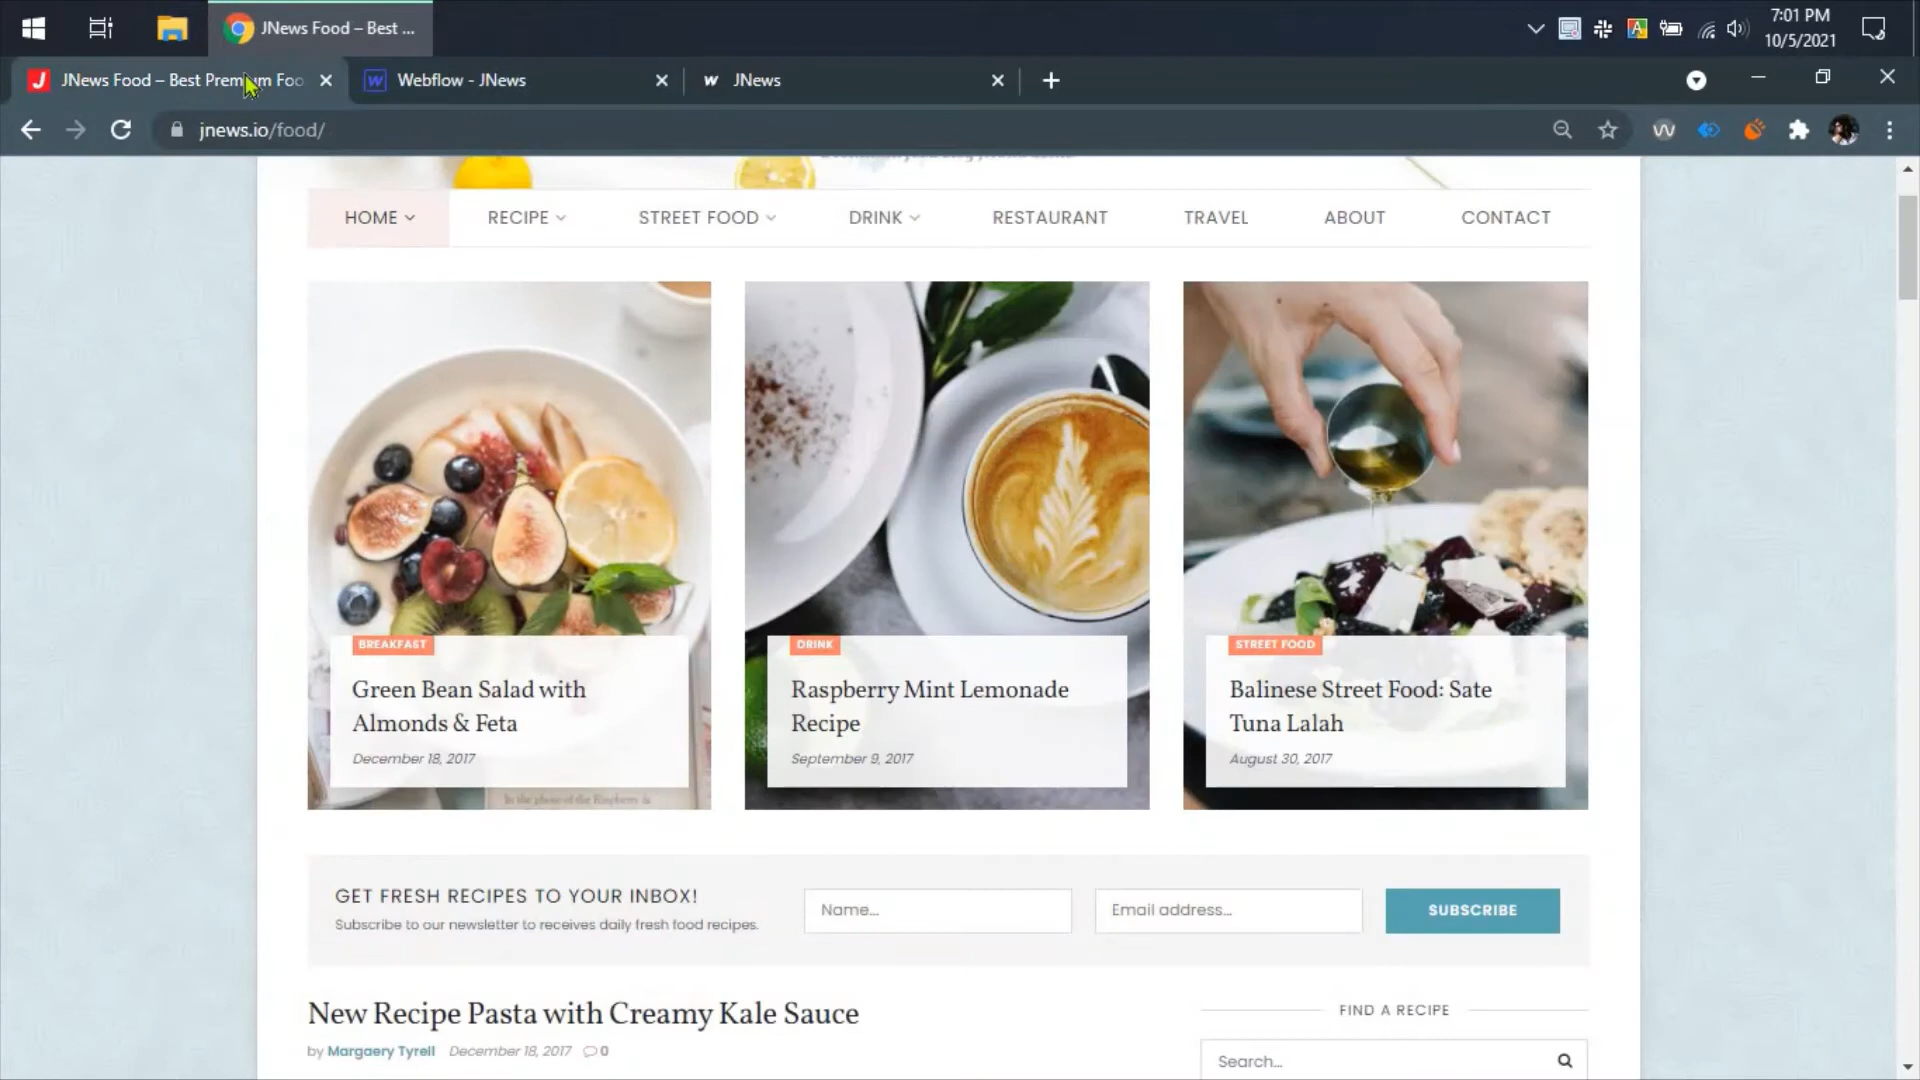 JNews Food – Best ...
7:01 PM
10/5/2021
JNews Food – Best Premium Foo
Webflow - JNews
JNews
jnews.io/food/
HOME
RECIPE
STREET FOOD
DRINK
RESTAURANT
TRAVEL
ABOUT
CONTACT
BREAKFAST
Green Bean Salad with
Almonds & Feta
December 18, 2017
DRINK
Raspberry Mint Lemonade
Recipe
September 9, 2017
STREET FOOD
Balinese Street Food: Sate
Tuna Lalah
August 30, 2017
GET FRESH RECIPES TO YOUR INBOX!
Subscribe to our newsletter to receives daily fresh food recipes.
Name...
Email address...
SUBSCRIBE
New Recipe Pasta with Creamy Kale Sauce
by Margaery Tyrell December 18, 2017 0
FIND A RECIPE
Search...